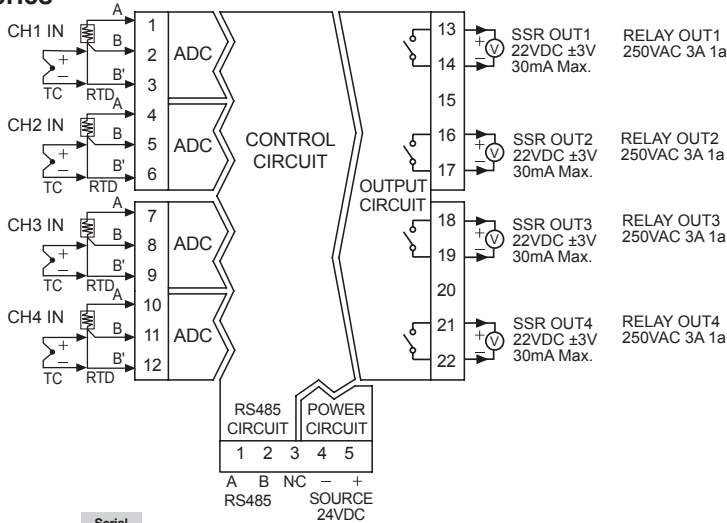 CH1 IN
A
B
B'
+
−
TC
RTD
1
2
3
ADC
CH2 IN
A
B
B'
+
−
TC
RTD
4
5
6
ADC
CH3 IN
A
B
B'
+
−
TC
RTD
7
8
9
ADC
CH4 IN
A
B
B'
+
−
TC
RTD
10
11
12
ADC
CONTROL
CIRCUIT
OUTPUT
CIRCUIT
13
14
15
16
17
18
19
20
21
22
+
−
V
SSR OUT1
22VDC ±3V
30mA Max.
RELAY OUT1
250VAC 3A 1a
+
−
V
SSR OUT2
22VDC ±3V
30mA Max.
RELAY OUT2
250VAC 3A 1a
+
−
V
SSR OUT3
22VDC ±3V
30mA Max.
RELAY OUT3
250VAC 3A 1a
+
−
V
SSR OUT4
22VDC ±3V
30mA Max.
RELAY OUT4
250VAC 3A 1a
RS485
CIRCUIT
POWER
CIRCUIT
1 2 3 4 5
A B N·C − +
RS485
SOURCE
24VDC
Serial